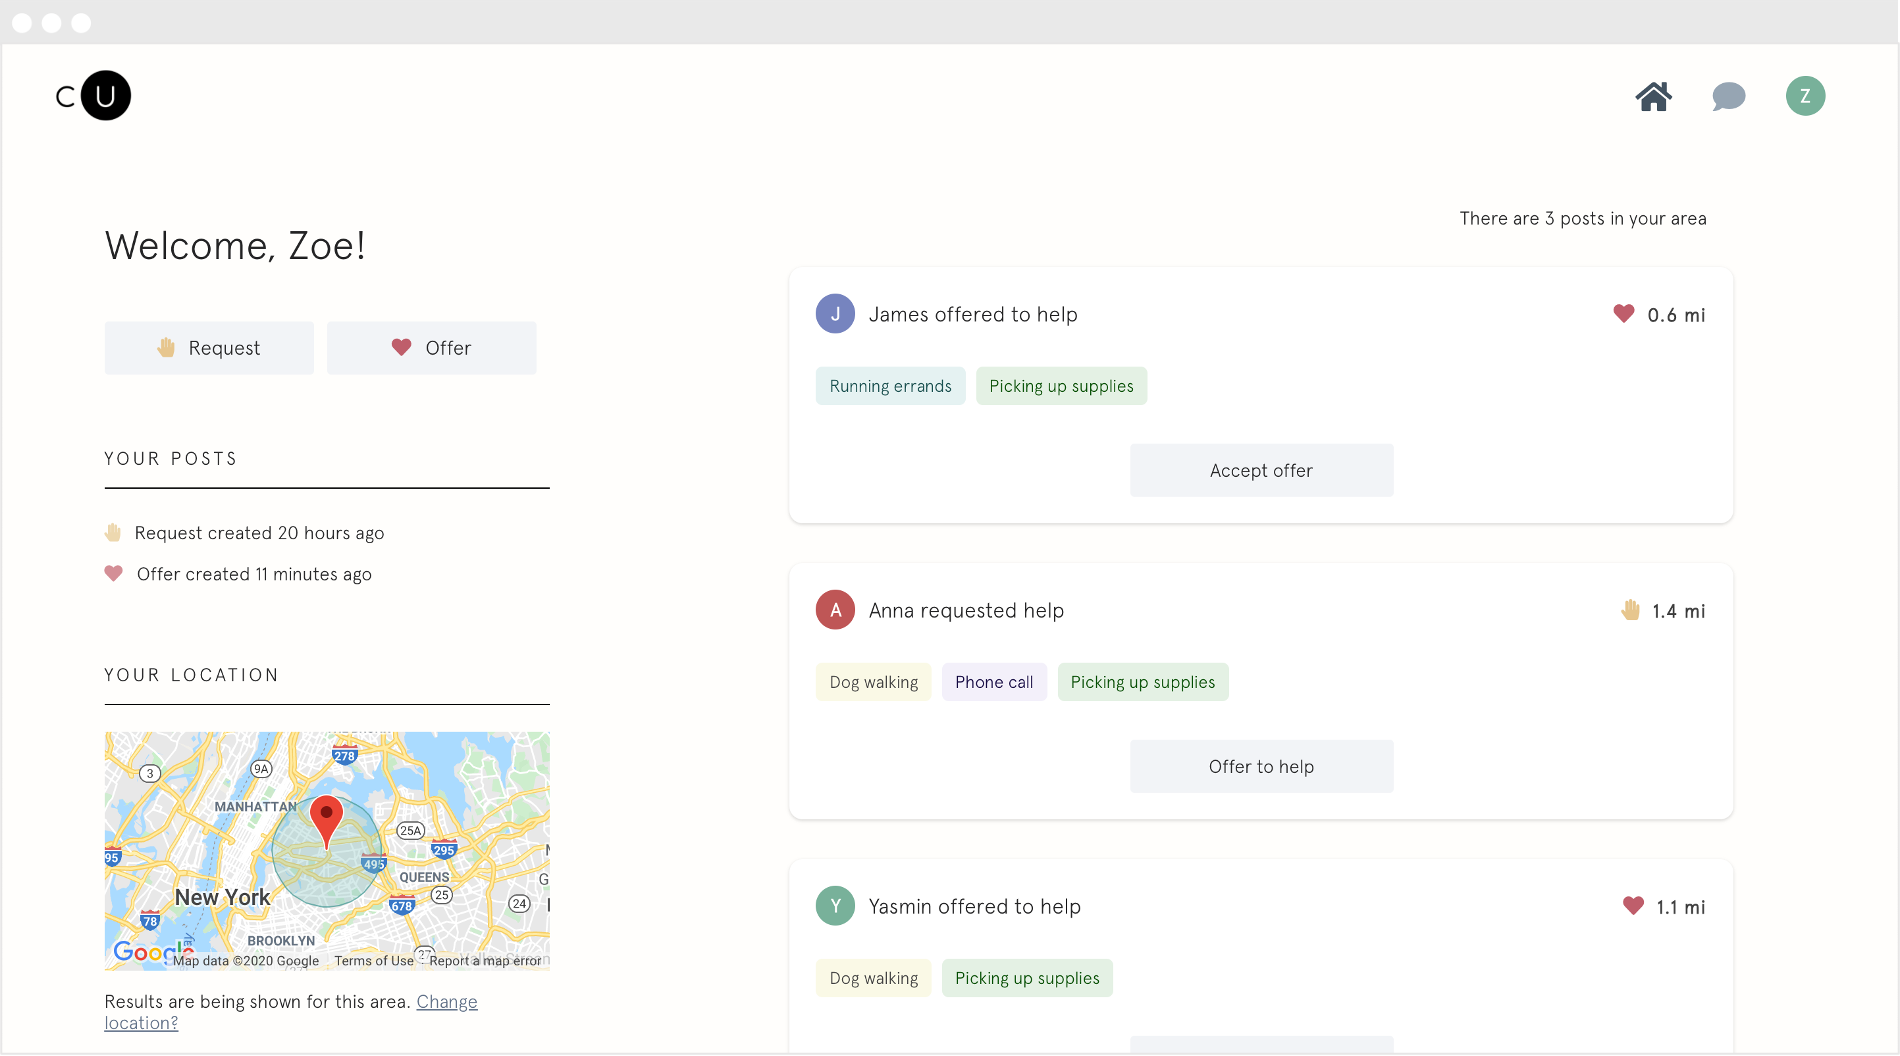 C U
Z
Welcome, Zoe!
Request
Offer
YOUR POSTS
Request created 20 hours ago
Offer created 11 minutes ago
YOUR LOCATION
278
3
9A
MANHATTAN
25A
295
95
495
QUEENS
25
New York
678
24
78
BROOKLYN
27
Google
Map data ©2020 Google Terms of Use Report a map error
Results are being shown for this area. Change
location?
There are 3 posts in your area
J James offered to help 0.6 mi
Running errands Picking up supplies
Accept offer
A Anna requested help 1.4 mi
Dog walking Phone call Picking up supplies
Offer to help
Y Yasmin offered to help 1.1 mi
Dog walking Picking up supplies